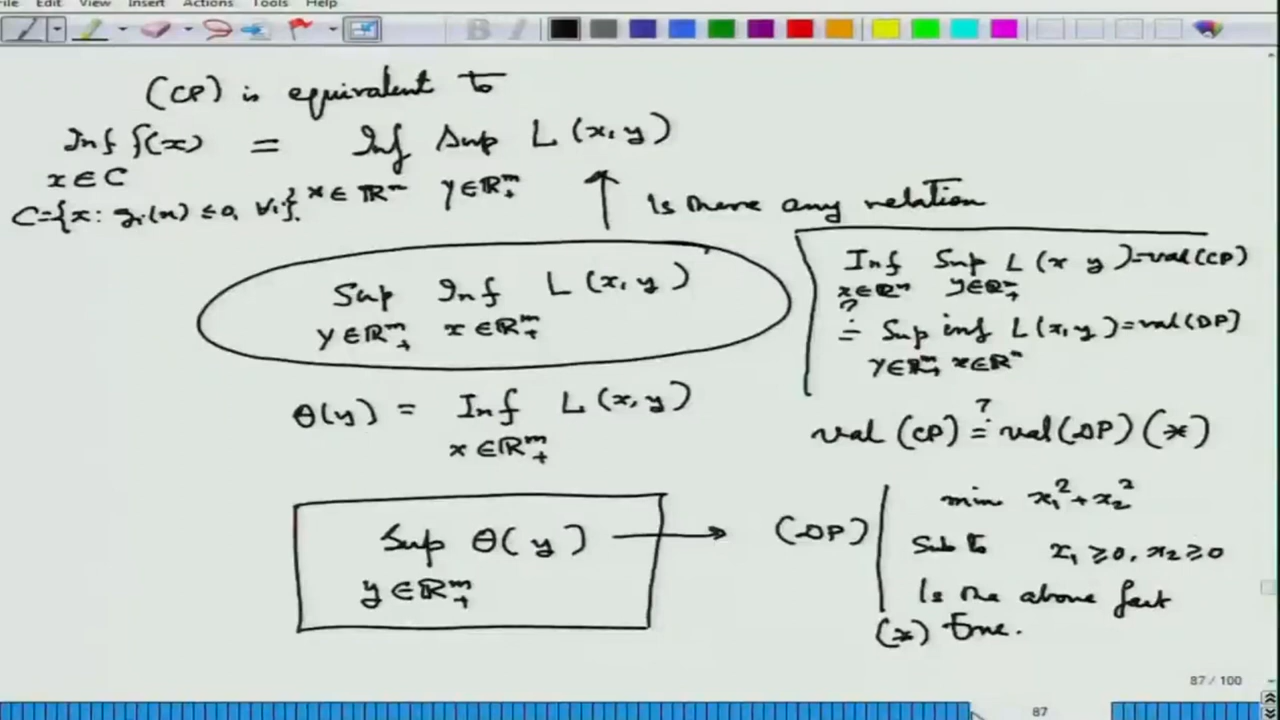 File Edit View Insert Actions Tools Help
(CP) is equivalent to
Inf f(x) = Inf Sup L(x, y)
x ∈ C x ∈ ℝⁿ y ∈ ℝᵐ₊
C = {x : gᵢ(x) ≤ 0, ∀i}.
Is there any relation
Sup Inf L(x, y)
y ∈ ℝᵐ₊ x ∈ ℝᵐ₊
θ(y) = Inf L(x, y)
x ∈ ℝᵐ₊
Sup θ(y) → (DP)
y ∈ ℝᵐ₊
Inf Sup L(x y) = val(CP)
x ∈ ℝⁿ y ∈ ℝᵐ₊
?
= Sup inf L(x, y) = val(DP)
y ∈ ℝᵐ₊ x ∈ ℝⁿ
?
val (CP) = val(DP) (*)
min x₁² + x₂²
Sub to x₁ ≥ 0, x₂ ≥ 0
Is the above fact
(*) true.
87 / 100
87